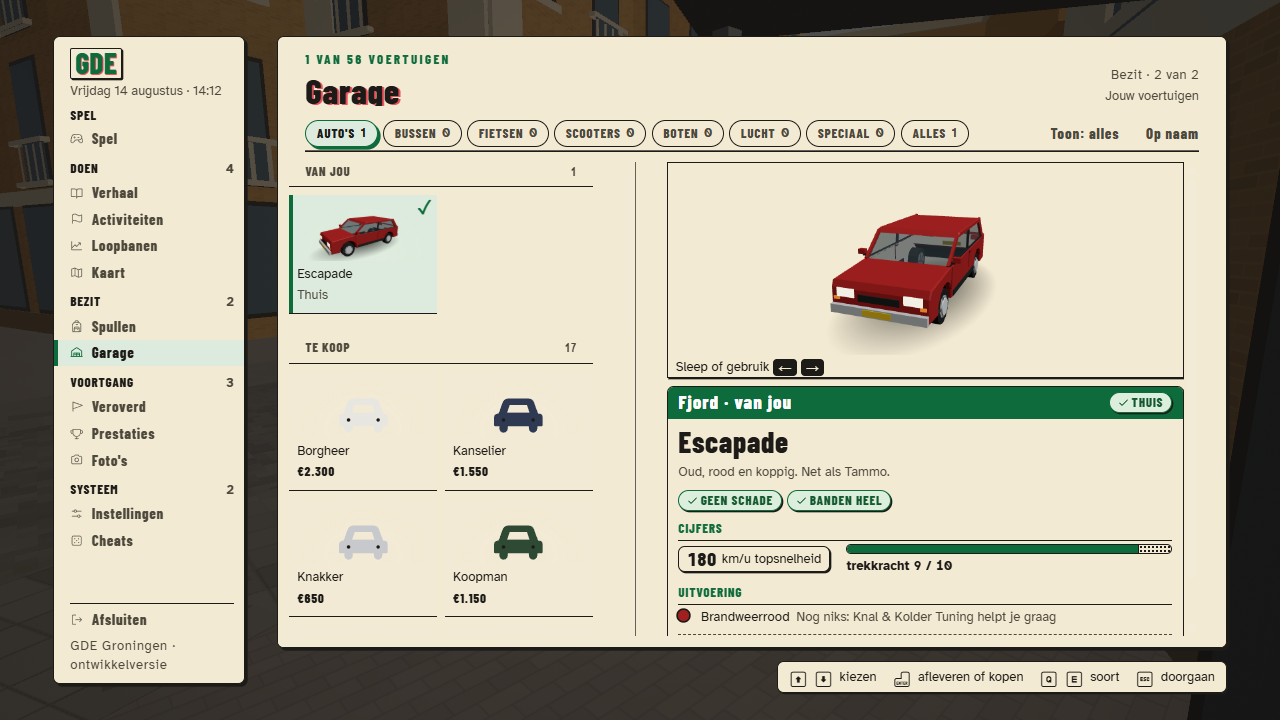 GDE
Vrijdag 14 augustus · 14:12
SPEL
Spel
DOEN 4
Verhaal
Activiteiten
Loopbanen
Kaart
BEZIT 2
Spullen
Garage
VOORTGANG 3
Veroverd
Prestaties
Foto's
SYSTEEM 2
Instellingen
Cheats
Afsluiten
GDE Groningen ·
ontwikkelversie
1 VAN 56 VOERTUIGEN
Garage
Bezit · 2 van 2
Jouw voertuigen
AUTO'S 1
BUSSEN 0
FIETSEN 0
SCOOTERS 0
BOTEN 0
LUCHT 0
SPECIAAL 0
ALLES 1
Toon: alles
Op naam
VAN JOU 1
Escapade
Thuis
TE KOOP 17
Borgheer
€2.300
Kanselier
€1.550
Knakker
€650
Koopman
€1.150
Sleep of gebruik ← →
Fjord · van jou
✓ THUIS
Escapade
Oud, rood en koppig. Net als Tammo.
✓ GEEN SCHADE
✓ BANDEN HEEL
CIJFERS
180 km/u topsnelheid
trekkracht 9 / 10
UITVOERING
Brandweerrood Nog niks: Knal & Kolder Tuning helpt je graag
kiezen
ENTER afleveren of kopen
Q E soort
ESC doorgaan